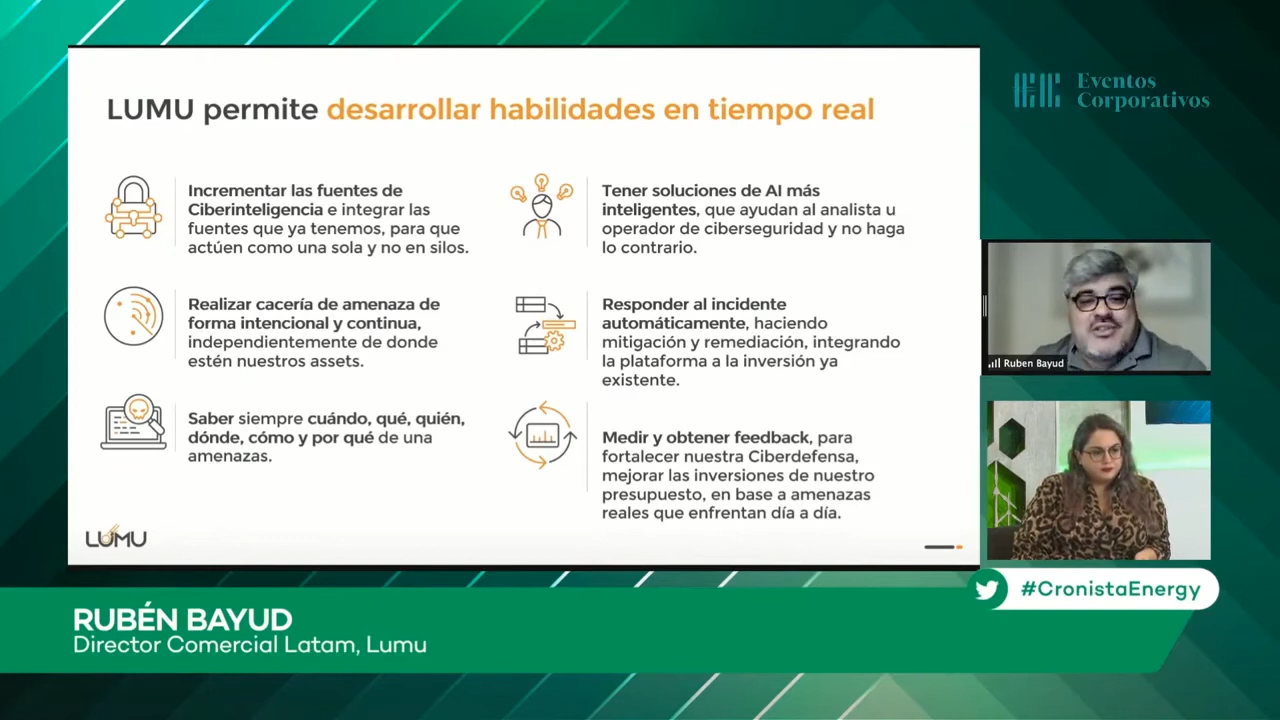 LUMU permite desarrollar habilidades en tiempo real
Incrementar las fuentes de
Ciberinteligencia e integrar las
fuentes que ya tenemos, para que
actúen como una sola y no en silos.
Realizar cacería de amenaza de
forma intencional y continua,
independientemente de donde
estén nuestros assets.
Saber siempre cuándo, qué, quién,
dónde, cómo y por qué de una
amenazas.
Tener soluciones de AI más
inteligentes, que ayudan al analista u
operador de ciberseguridad y no haga
lo contrario.
Responder al incidente
automáticamente, haciendo
mitigación y remediación, integrando
la plataforma a la inversión ya
existente.
Medir y obtener feedback, para
fortalecer nuestra Ciberdefensa,
mejorar las inversiones de nuestro
presupuesto, en base a amenazas
reales que enfrentan día a día.
LUMU
EC Eventos
Corporativos
Ruben Bayud
#CronistaEnergy
RUBÉN BAYUD
Director Comercial Latam, Lumu